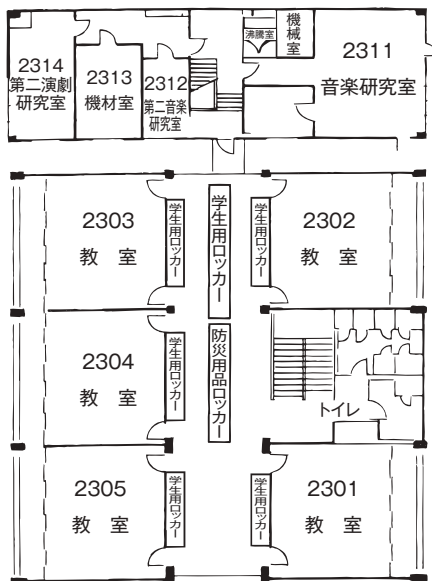 2314
第二演劇
研究室
2313
機材室
2312
第二音楽
研究室
沸騰室
機械室
2311
音楽研究室
2303
教 室
学生用ロッカー
学生用ロッカー
学生用ロッカー
2302
教 室
2304
教 室
学生用ロッカー
防災用品ロッカー
トイレ
2305
教 室
学生用ロッカー
学生用ロッカー
2301
教 室